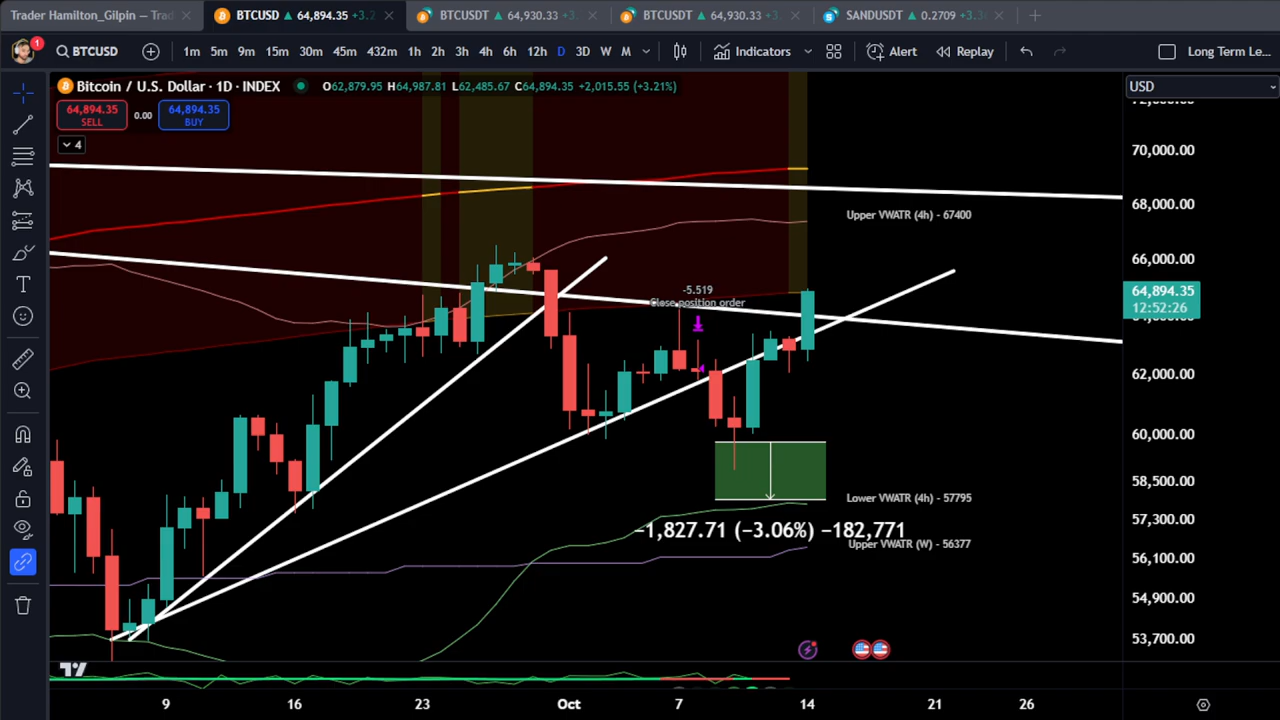 Trader Hamilton_Gilpin — Trad
BTCUSD ▲ 64,894.35 +3.2
BTCUSDT ▲ 64,930.33 +3.
BTCUSDT ▲ 64,930.33 +3.
SANDUSDT ▲ 0.2709 +3.3
1
BTCUSD
1m 5m 9m 15m 30m 45m 432m 1h 2h 3h 4h 6h 12h D 3D W M
Indicators
Alert
Replay
Long Term Le...
Bitcoin / U.S. Dollar · 1D · INDEX
O62,879.95 H64,987.81 L62,485.67 C64,894.35 +2,015.55 (+3.21%)
USD
64,894.35
SELL
0.00
64,894.35
BUY
4
70,000.00
68,000.00
Upper VWATR (4h) - 67400
66,000.00
-5.519
Close position order
64,894.35
12:52:26
62,000.00
60,000.00
58,500.00
Lower VWATR (4h) - 57795
57,300.00
−1,827.71 (−3.06%) −182,771
Upper VWATR (W) - 56377
56,100.00
54,900.00
53,700.00
9 16 23 Oct 7 14 21 26